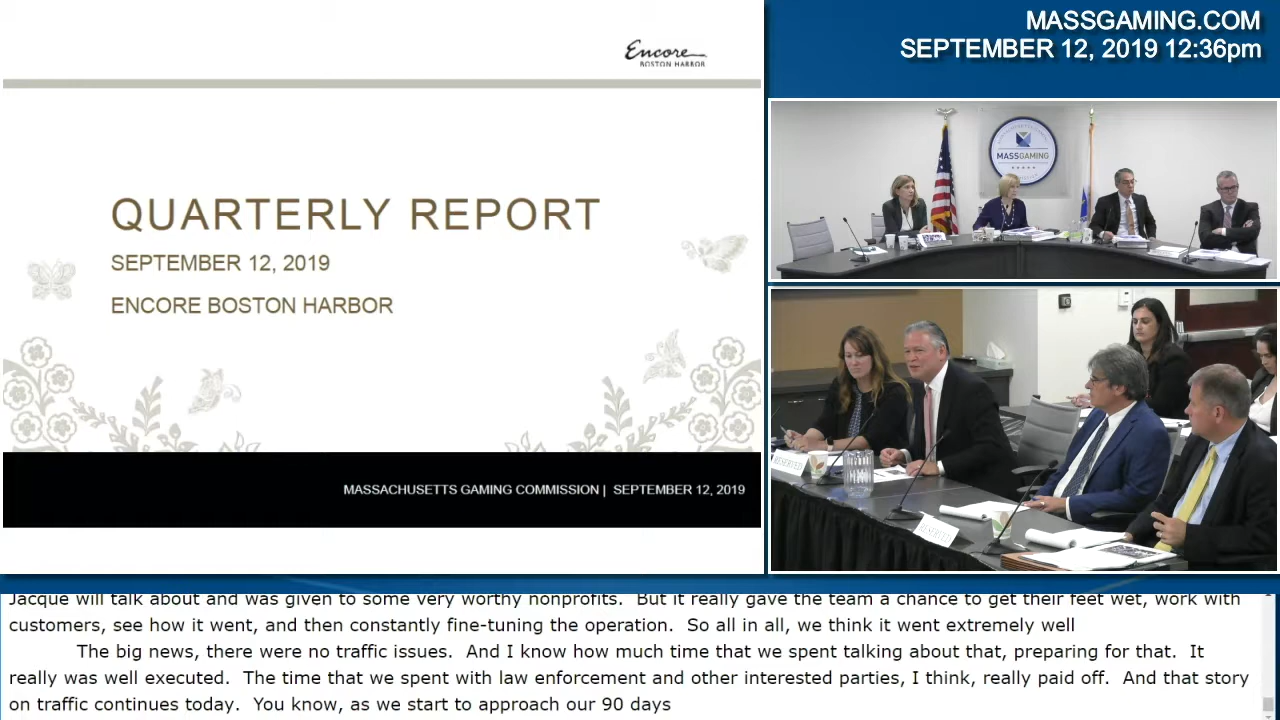 Encore
BOSTON HARBOR
QUARTERLY REPORT
SEPTEMBER 12, 2019
ENCORE BOSTON HARBOR
MASSACHUSETTS GAMING COMMISSION | SEPTEMBER 12, 2019
MASSGAMING.COM
SEPTEMBER 12, 2019 12:36pm
MASSGAMING
RESERVED
RESERVED
Jacque will talk about and was given to some very worthy nonprofits.  But it really gave the team a chance to get their feet wet, work with
customers, see how it went, and then constantly fine-tuning the operation.  So all in all, we think it went extremely well
The big news, there were no traffic issues.  And I know how much time that we spent talking about that, preparing for that.  It
really was well executed.  The time that we spent with law enforcement and other interested parties, I think, really paid off.  And that story
on traffic continues today.  You know, as we start to approach our 90 days